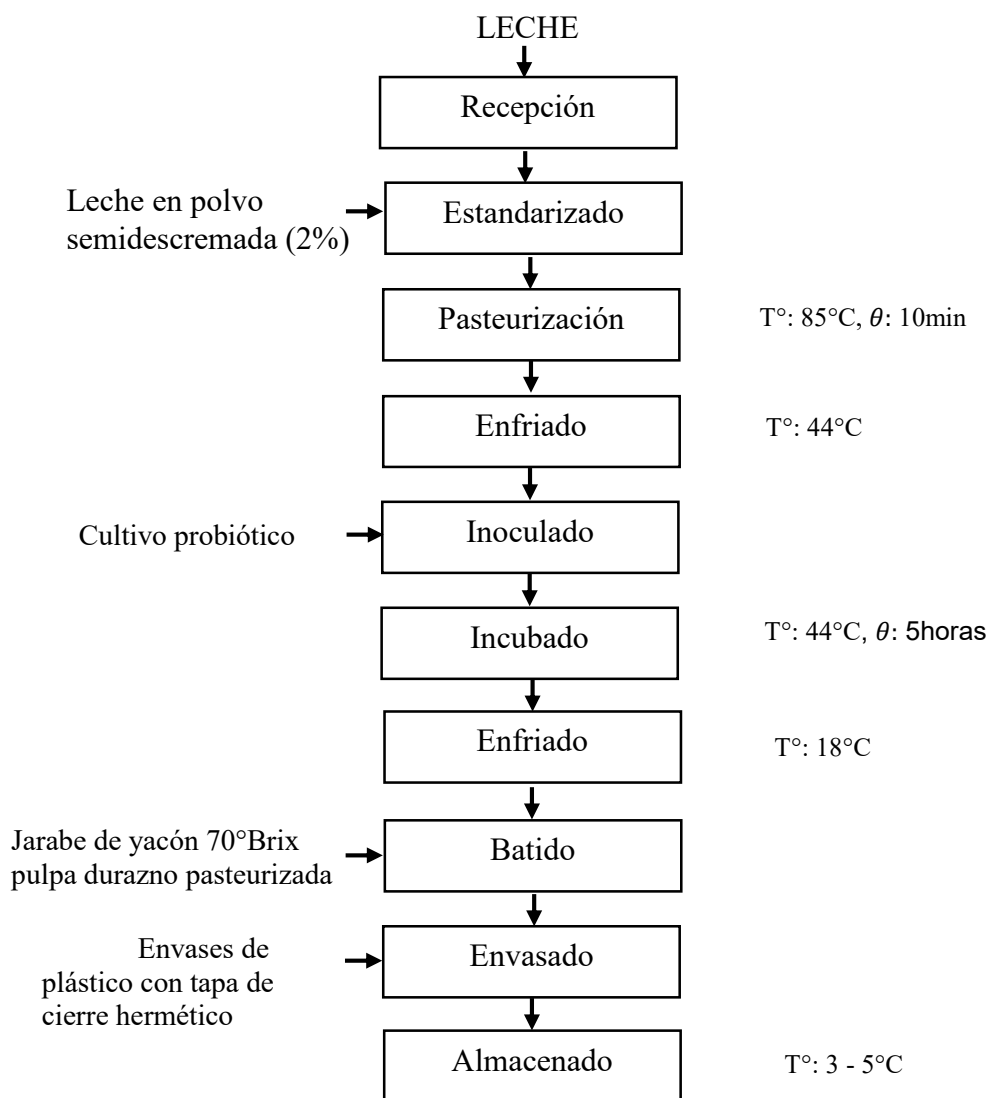 LECHE
Recepción
Leche en polvo
semidescremada (2%)
Estandarizado
Pasteurización
T°: 85°C, θ: 10min
Enfriado
T°: 44°C
Cultivo probiótico
Inoculado
Incubado
T°: 44°C, θ: 5horas
Enfriado
T°: 18°C
Jarabe de yacón 70°Brix
pulpa durazno pasteurizada
Batido
Envases de
plástico con tapa de
cierre hermético
Envasado
Almacenado
T°: 3 - 5°C